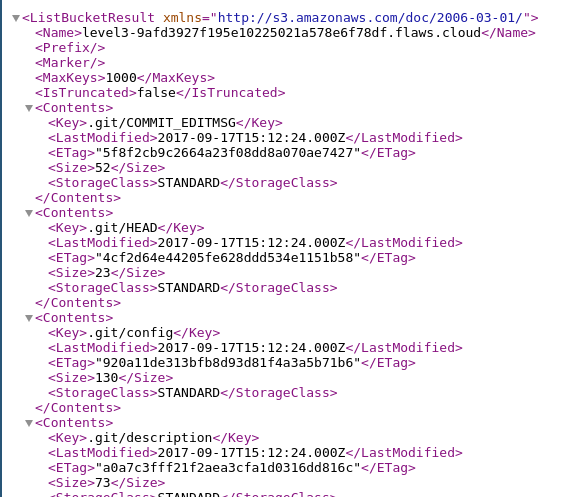 <ListBucketResult xmlns="http://s3.amazonaws.com/doc/2006-03-01/">
<Name>level3-9afd3927f195e10225021a578e6f78df.flaws.cloud</Name>
<Prefix/>
<Marker/>
<MaxKeys>1000</MaxKeys>
<IsTruncated>false</IsTruncated>
<Contents>
<Key>.git/COMMIT_EDITMSG</Key>
<LastModified>2017-09-17T15:12:24.000Z</LastModified>
<ETag>"5f8f2cb9c2664a23f08dd8a070ae7427"</ETag>
<Size>52</Size>
<StorageClass>STANDARD</StorageClass>
</Contents>
<Contents>
<Key>.git/HEAD</Key>
<LastModified>2017-09-17T15:12:24.000Z</LastModified>
<ETag>"4cf2d64e44205fe628ddd534e1151b58"</ETag>
<Size>23</Size>
<StorageClass>STANDARD</StorageClass>
</Contents>
<Contents>
<Key>.git/config</Key>
<LastModified>2017-09-17T15:12:24.000Z</LastModified>
<ETag>"920a11de313bfb8d93d81f4a3a5b71b6"</ETag>
<Size>130</Size>
<StorageClass>STANDARD</StorageClass>
</Contents>
<Contents>
<Key>.git/description</Key>
<LastModified>2017-09-17T15:12:24.000Z</LastModified>
<ETag>"a0a7c3fff21f2aea3cfa1d0316dd816c"</ETag>
<Size>73</Size>
<StorageClass>STANDARD</StorageClass>